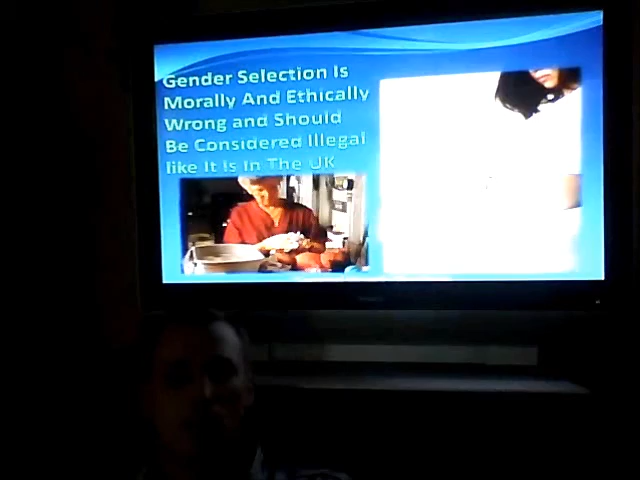 Gender Selection Is
Morally And Ethically
Wrong and Should
Be Considered Illegal
like It Is In The UK